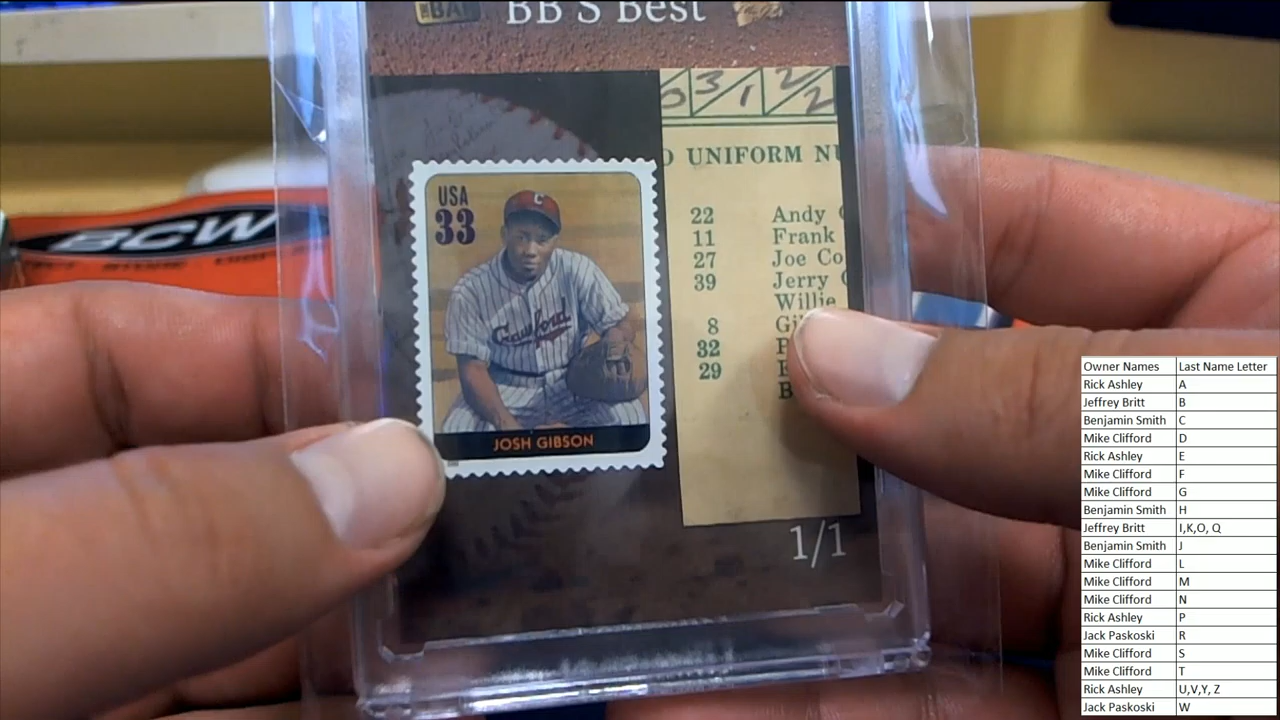 BB'S Best
3/1 2/2
UNIFORM
USA
33
Crawford
JOSH GIBSON
22 Andy
11 Frank
27 Joe Co
39 Jerry
Willie
8
32
29
1/1
BCW
Owner Names Last Name Letter
Rick Ashley A
Jeffrey Britt B
Benjamin Smith C
Mike Clifford D
Rick Ashley E
Mike Clifford F
Mike Clifford G
Benjamin Smith H
Jeffrey Britt I,K,O, Q
Benjamin Smith J
Mike Clifford L
Mike Clifford M
Mike Clifford N
Rick Ashley P
Jack Paskoski R
Mike Clifford S
Mike Clifford T
Rick Ashley U,V,Y, Z
Jack Paskoski W